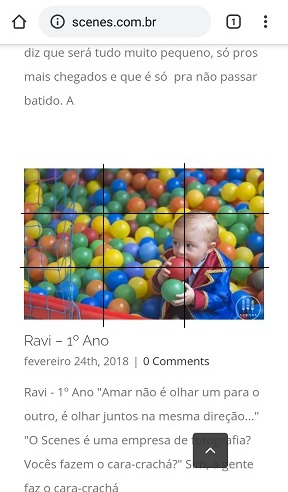 scenes.com.br
1
diz que será tudo muito pequeno, só pros
mais chegados e que é só pra não passar
batido. A
Ravi – 1º Ano
fevereiro 24th, 2018 | 0 Comments
Ravi - 1º Ano "Amar não é olhar um para o
outro, é olhar juntos na mesma direção..."
"O Scenes é uma empresa de fotografia?
Vocês fazem o cara-crachá?" Sim, a gente
faz o cara-crachá